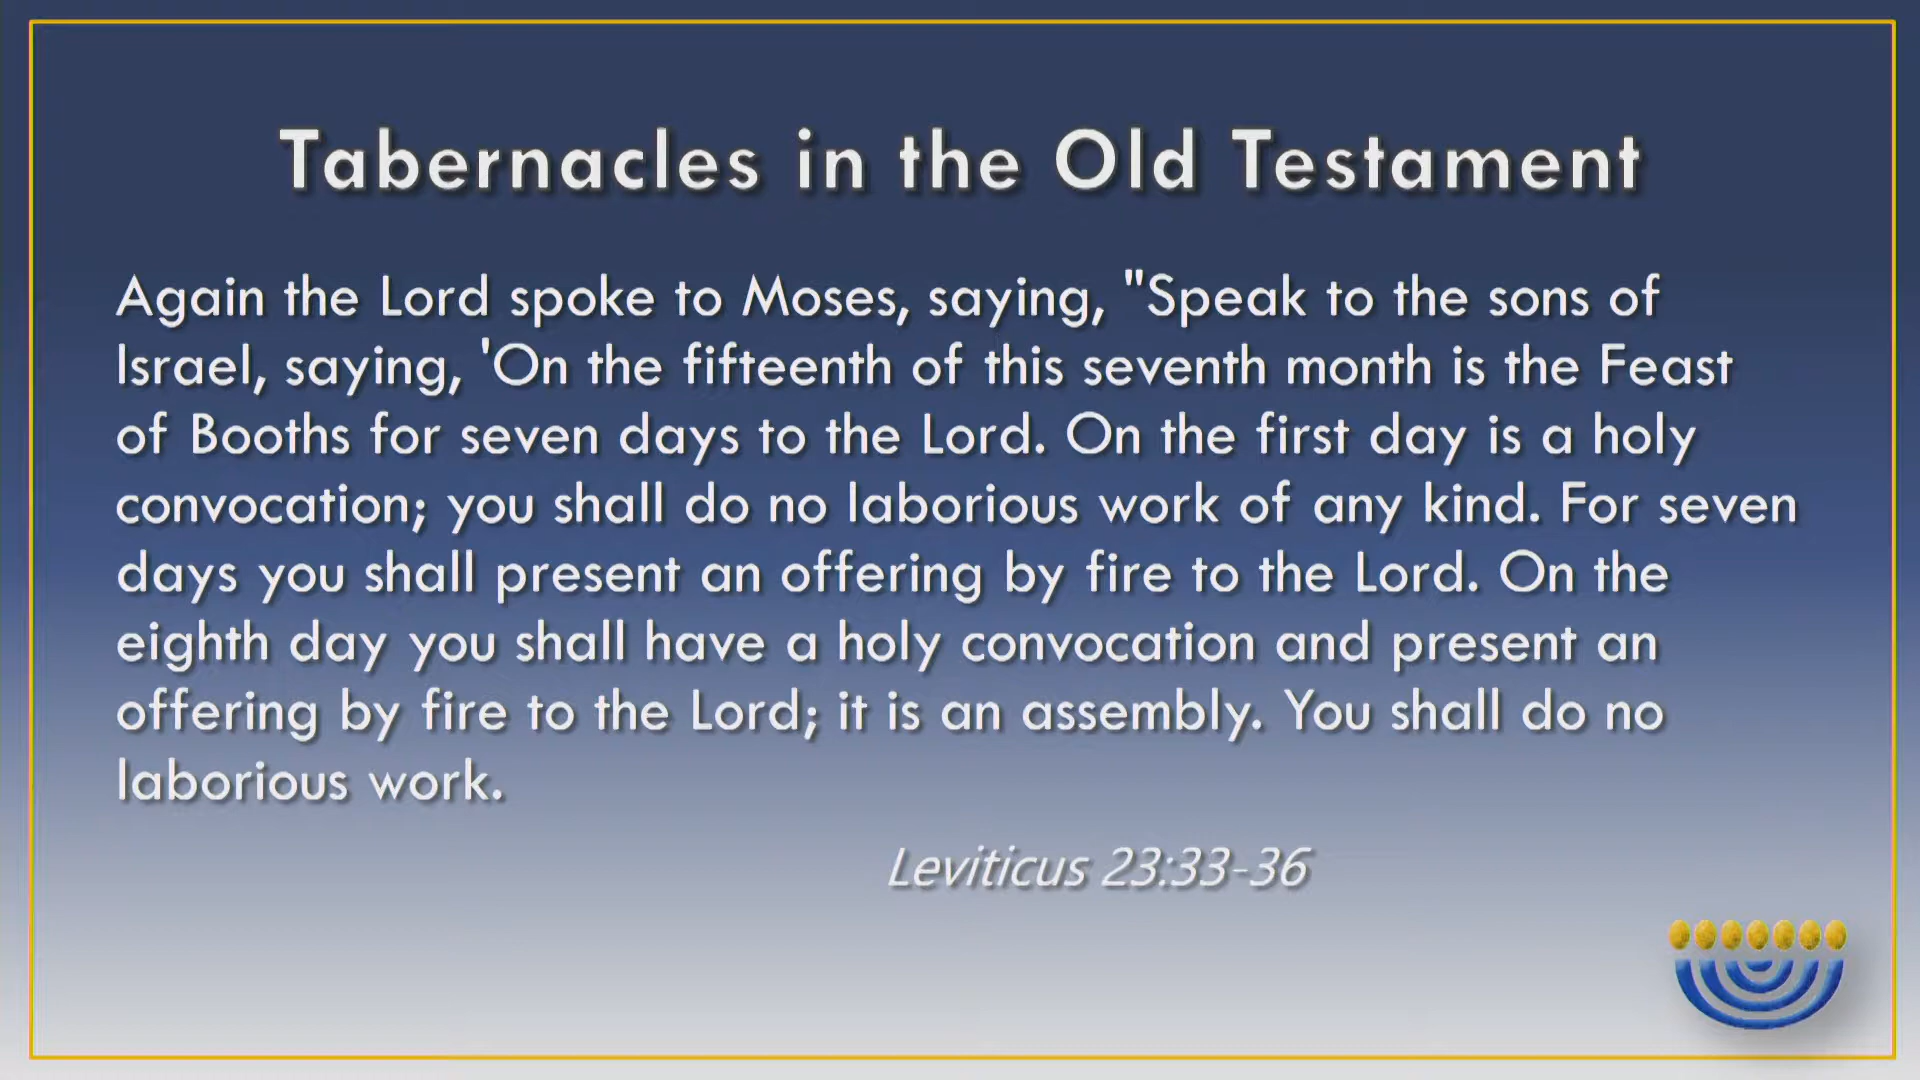 Tabernacles in the Old Testament
Again the Lord spoke to Moses, saying, "Speak to the sons of
Israel, saying, 'On the fifteenth of this seventh month is the Feast
of Booths for seven days to the Lord. On the first day is a holy
convocation; you shall do no laborious work of any kind. For seven
days you shall present an offering by fire to the Lord. On the
eighth day you shall have a holy convocation and present an
offering by fire to the Lord; it is an assembly. You shall do no
laborious work.
Leviticus 23:33-36